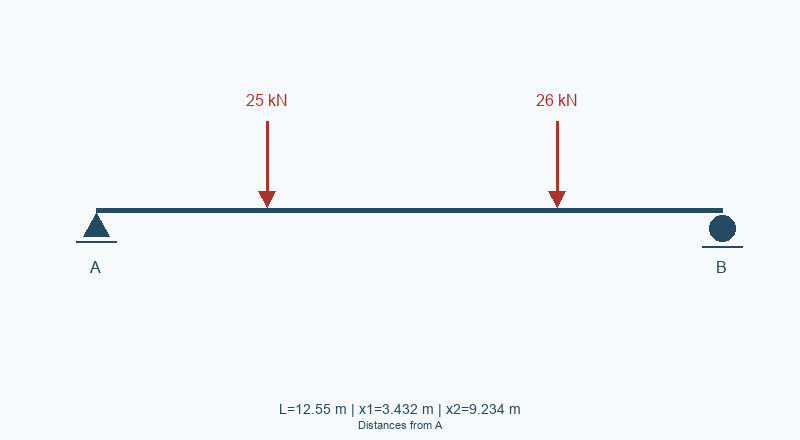 25 kN
26 kN
A
B
L=12.55 m | x1=3.432 m | x2=9.234 m
Distances from A